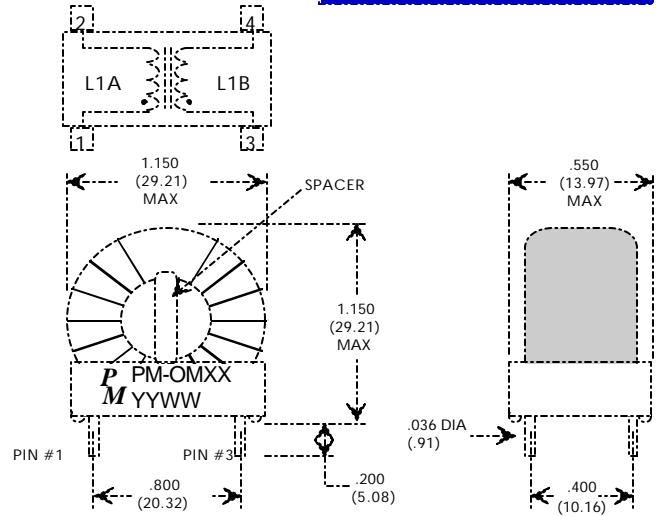 2 4
L1A L1B
1 3
1.150
(29.21)
MAX
SPACER
.550
(13.97)
MAX
1.150
(29.21)
MAX
PM PM-OMXX
YYWW
.036 DIA
(.91)
PIN #1 PIN #3
.800
(20.32)
.200
(5.08)
.400
(10.16)